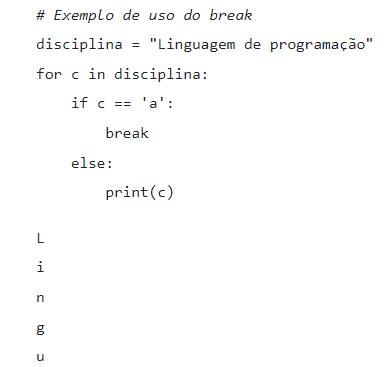 # Exemplo de uso do break
disciplina = "Linguagem de programação"
for c in disciplina:
    if c == 'a':
        break
    else:
        print(c)
L
i
n
g
u